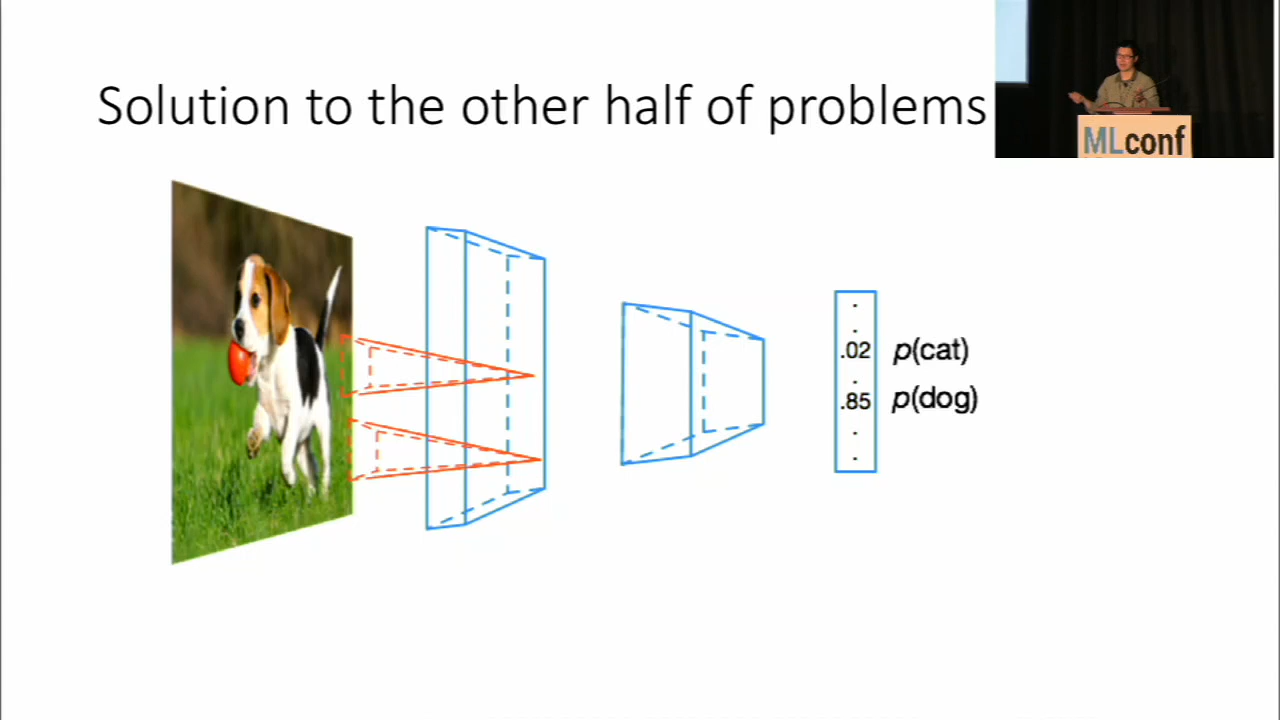 Solution to the other half of problems
MLconf
.02 p(cat)
.85 p(dog)